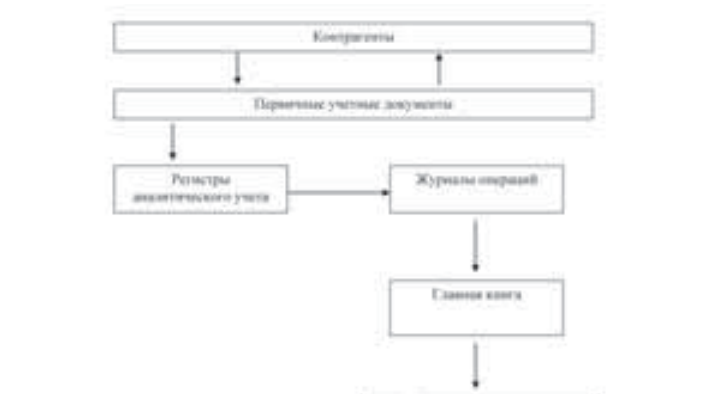 Контрагенты
Первичные учетные документы
Регистры
аналитического учета
Журналы операций
Главная книга